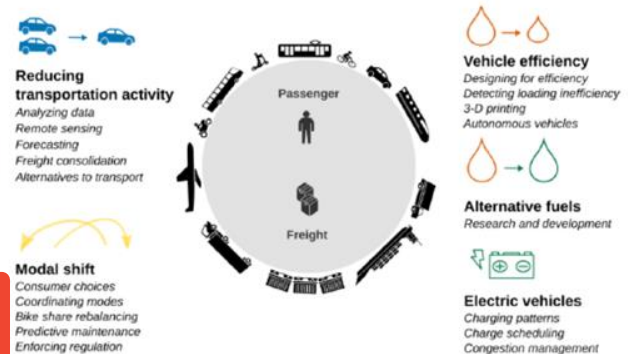 Reducing
transportation activity
Analyzing data
Remote sensing
Forecasting
Freight consolidation
Alternatives to transport
Modal shift
Consumer choices
Coordinating modes
Bike share rebalancing
Predictive maintenance
Enforcing regulation
Passenger
Freight
Vehicle efficiency
Designing for efficiency
Detecting loading inefficiency
3-D printing
Autonomous vehicles
Alternative fuels
Research and development
Electric vehicles
Charging patterns
Charge scheduling
Congestion management